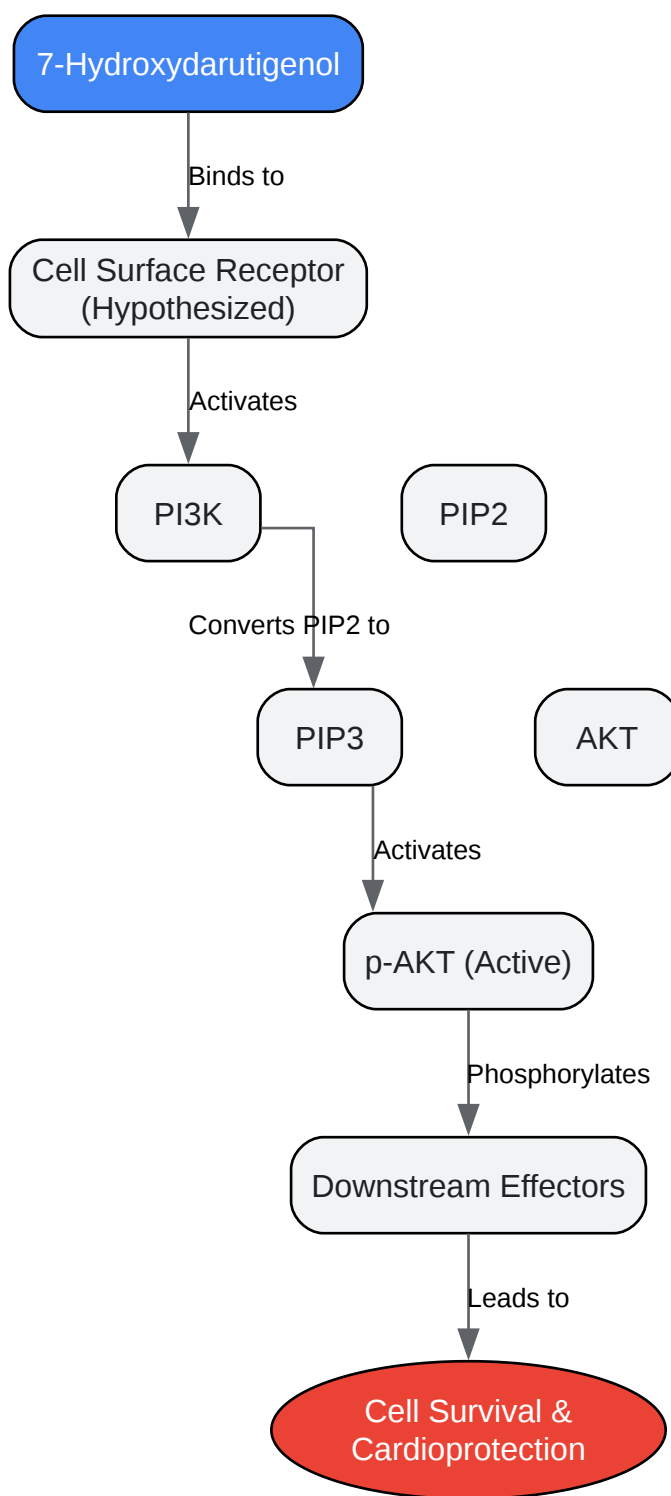 7-Hydroxydarutigenol
Binds to
Cell Surface Receptor
(Hypothesized)
Activates
PI3K
PIP2
Converts PIP2 to
PIP3
AKT
Activates
p-AKT (Active)
Phosphorylates
Downstream Effectors
Leads to
Cell Survival &
Cardioprotection